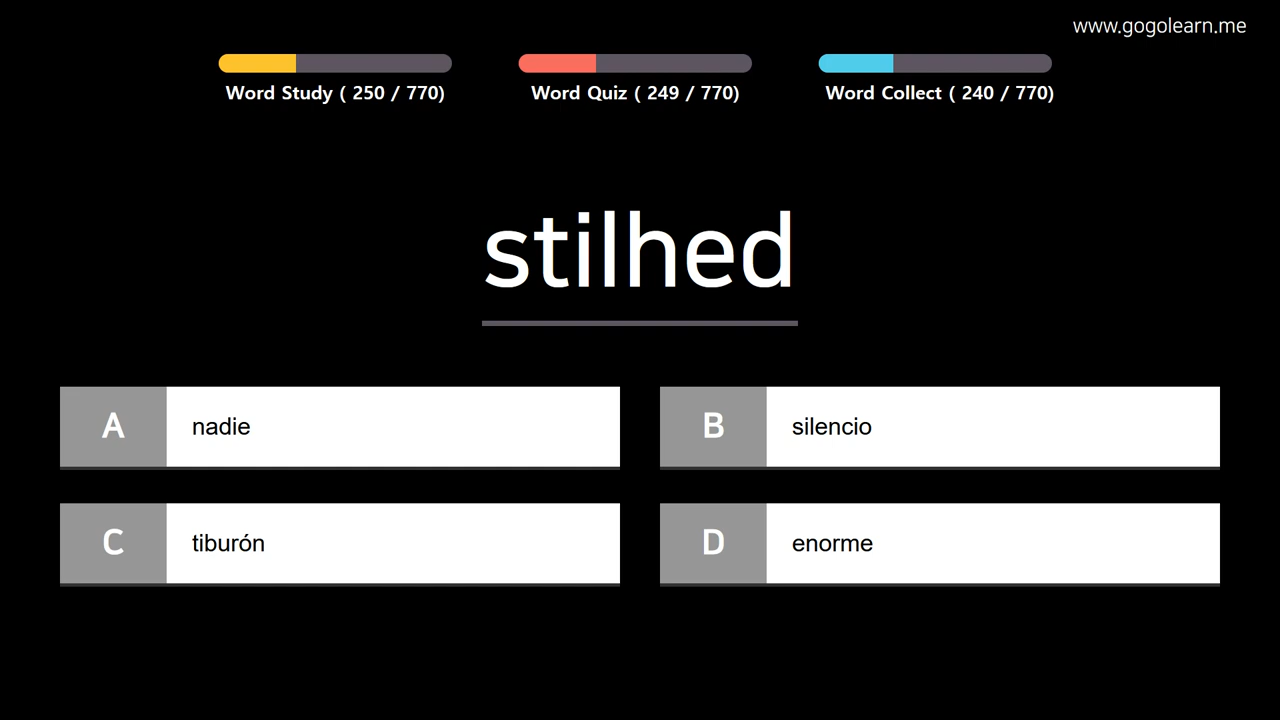 www.gogolearn.me
Word Study ( 250 / 770)
Word Quiz ( 249 / 770)
Word Collect ( 240 / 770)
stilhed
A nadie
B silencio
C tiburón
D enorme